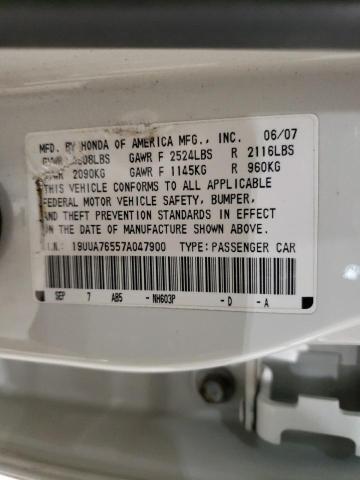 MFD. BY HONDA OF AMERICA MFG., INC. 06/07
GAWR F 2524LBS R 2116LBS
2090KG GAWR F 1145KG R 960KG
THIS VEHICLE CONFORMS TO ALL APPLICABLE
FEDERAL MOTOR VEHICLE SAFETY, BUMPER,
AND THEFT PREVENTION STANDARDS IN EFFECT
ON THE DATE OF MANUFACTURE SHOWN ABOVE.
19UUA76557A047900 TYPE:PASSENGER CAR
SEP 7 AB5 -NH603P -D -A